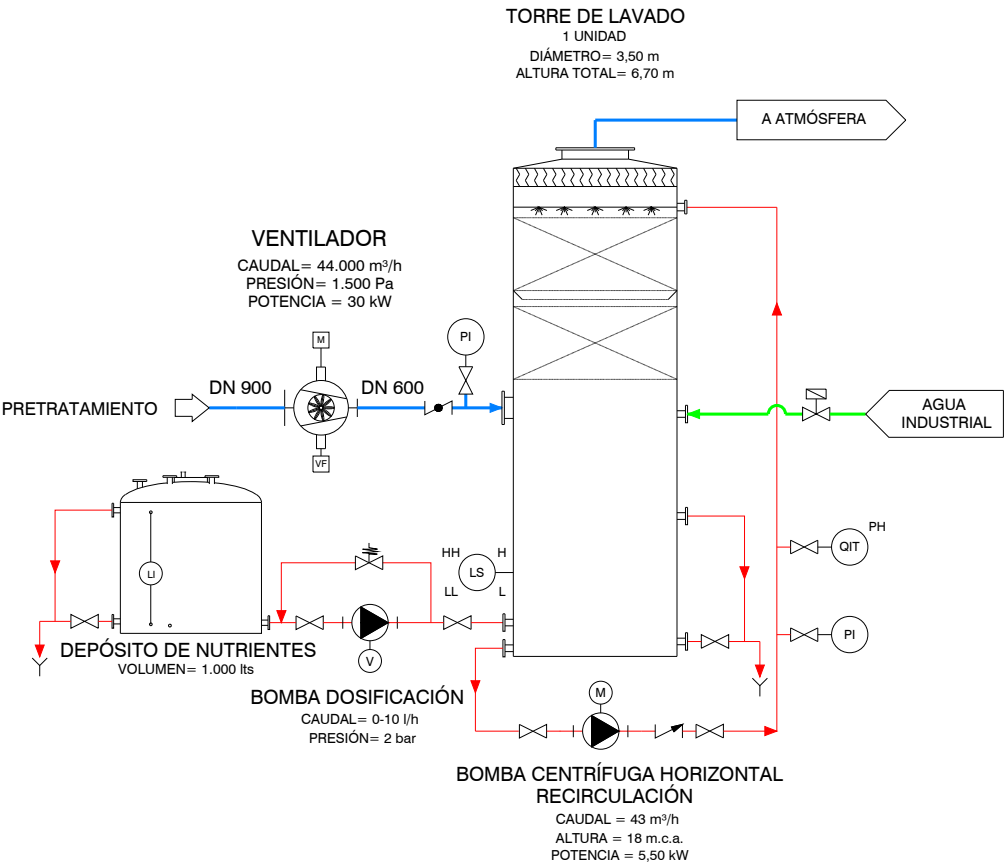 TORRE DE LAVADO
1 UNIDAD
DIÁMETRO= 3,50 m
ALTURA TOTAL= 6,70 m
A ATMÓSFERA
VENTILADOR
CAUDAL= 44.000 m³/h
PRESIÓN= 1.500 Pa
POTENCIA = 30 kW
M
PI
DN 900
DN 600
PRETRATAMIENTO
VF
AGUA
INDUSTRIAL
PH
QIT
HH
H
LS
LL
L
LI
PI
DEPÓSITO DE NUTRIENTES
VOLUMEN= 1.000 lts
V
BOMBA DOSIFICACIÓN
CAUDAL= 0-10 l/h
PRESIÓN= 2 bar
M
BOMBA CENTRÍFUGA HORIZONTAL
RECIRCULACIÓN
CAUDAL = 43 m³/h
ALTURA = 18 m.c.a.
POTENCIA = 5,50 kW